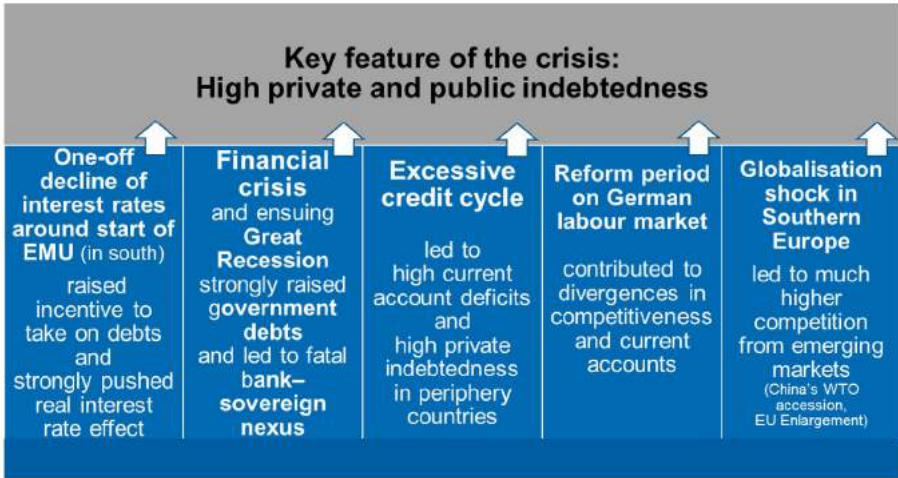 Key feature of the crisis:
High private and public indebtedness
One-off
decline of
interest rates
around start of
EMU (in south)
raised
incentive to
take on debts
and
strongly pushed
real interest
rate effect
Financial
crisis
and ensuing
Great
Recession
strongly raised
government
debts
and led to fatal
bank–
sovereign
nexus
Excessive
credit cycle
led to
high current
account deficits
and
high private
indebtedness
in periphery
countries
Reform period
on German
labour market
contributed to
divergences in
competitiveness
and current
accounts
Globalisation
shock in
Southern
Europe
led to much
higher
competition
from emerging
markets
(China's WTO
accession,
EU Enlargement)